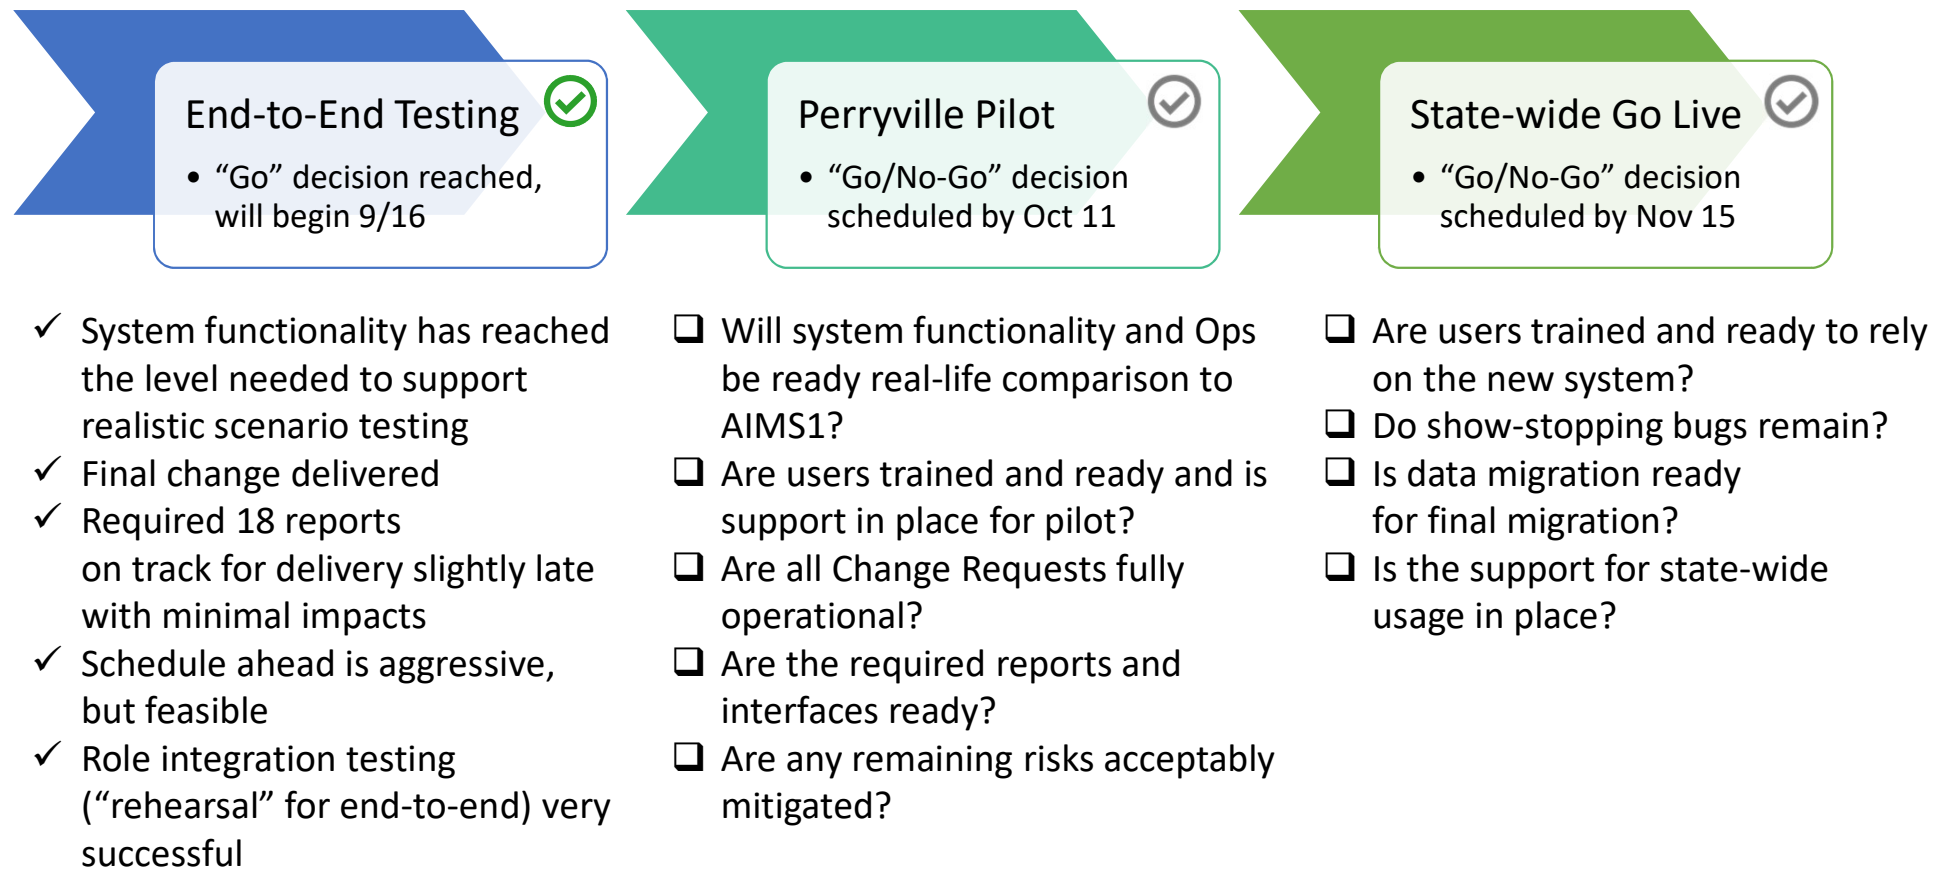 End-to-End Testing
• “Go” decision reached,
will begin 9/16
Perryville Pilot
• “Go/No-Go” decision
scheduled by Oct 11
State-wide Go Live
• “Go/No-Go” decision
scheduled by Nov 15
✓ System functionality has reached
the level needed to support
realistic scenario testing
✓ Final change delivered
✓ Required 18 reports
on track for delivery slightly late
with minimal impacts
✓ Schedule ahead is aggressive,
but feasible
✓ Role integration testing
(“rehearsal” for end-to-end) very
successful
❑ Will system functionality and Ops
be ready real-life comparison to
AIMS1?
❑ Are users trained and ready and is
support in place for pilot?
❑ Are all Change Requests fully
operational?
❑ Are the required reports and
interfaces ready?
❑ Are any remaining risks acceptably
mitigated?
❑ Are users trained and ready to rely
on the new system?
❑ Do show-stopping bugs remain?
❑ Is data migration ready
for final migration?
❑ Is the support for state-wide
usage in place?